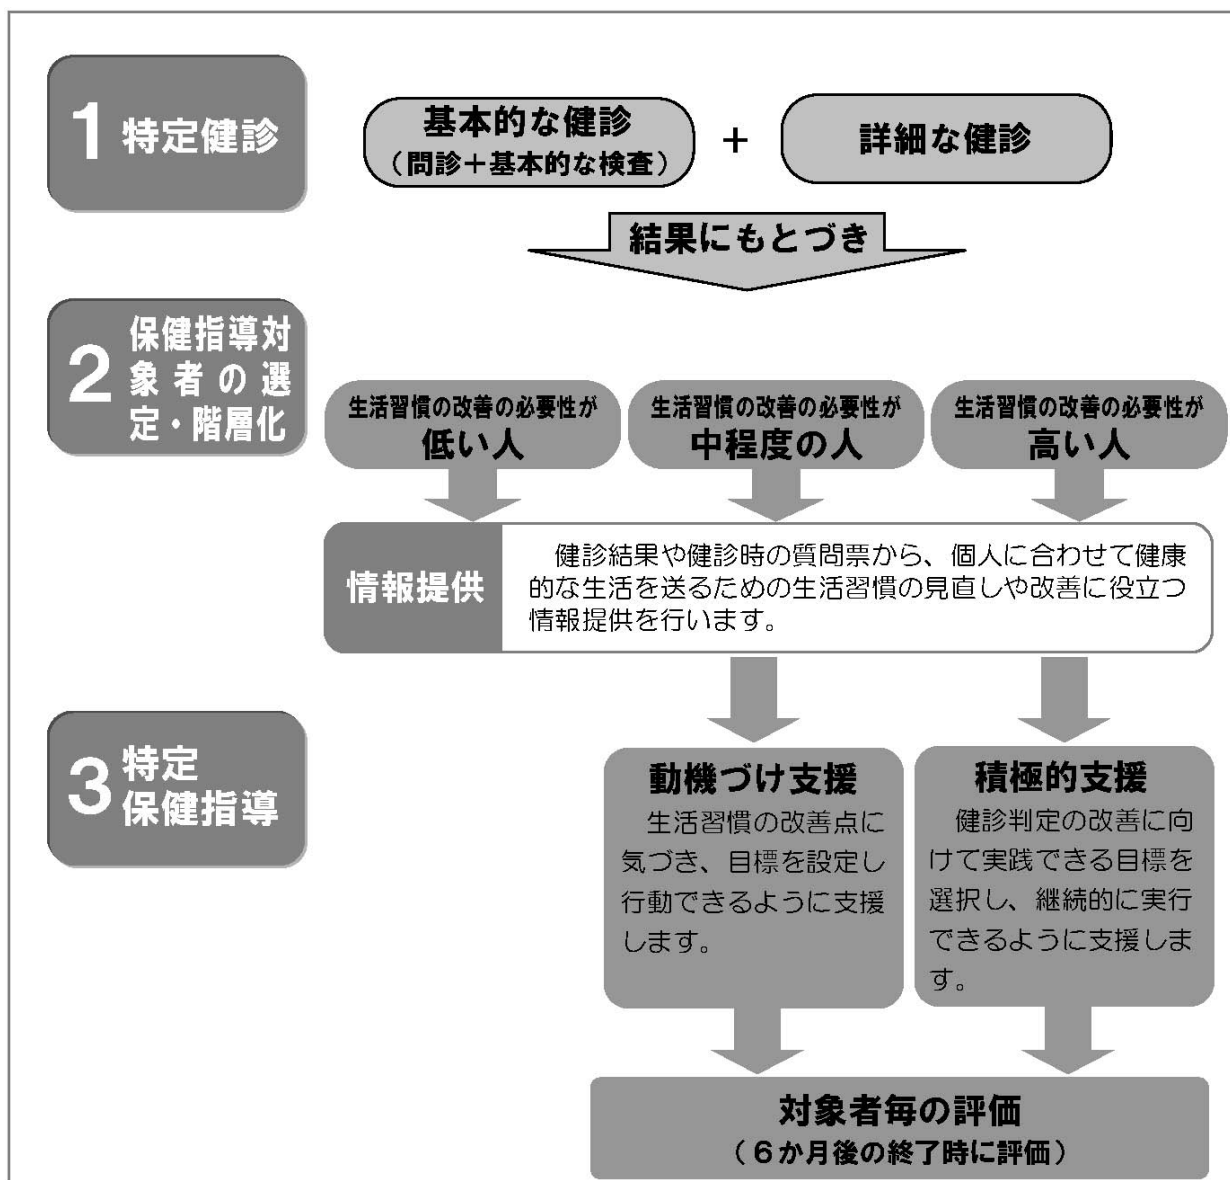 1 特定健診
基本的な健診
（問診＋基本的な検査）
＋
詳細な健診
結果にもとづき
2
保健指導対
象者の選
定・階層化
生活習慣の改善の必要性が
低い人
生活習慣の改善の必要性が
中程度の人
生活習慣の改善の必要性が
高い人
情報提供
健診結果や健診時の質問票から、個人に合わせて健康
的な生活を送るための生活習慣の見直しや改善に役立つ
情報提供を行います。
3
特定
保健指導
動機づけ支援
生活習慣の改善点に
気づき、目標を設定し
行動できるように支援
します。
積極的支援
健診判定の改善に向
けて実践できる目標を
選択し、継続的に実行
できるように支援しま
す。
対象者毎の評価
（６か月後の終了時に評価）